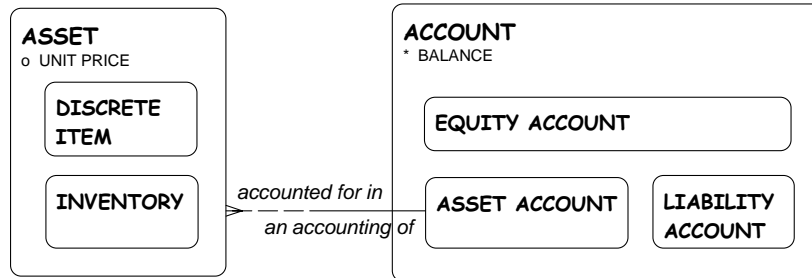 ASSET
o UNIT PRICE
DISCRETE
ITEM
INVENTORY
accounted for in
an accounting of
ACCOUNT
* BALANCE
EQUITY ACCOUNT
ASSET ACCOUNT
LIABILITY
ACCOUNT